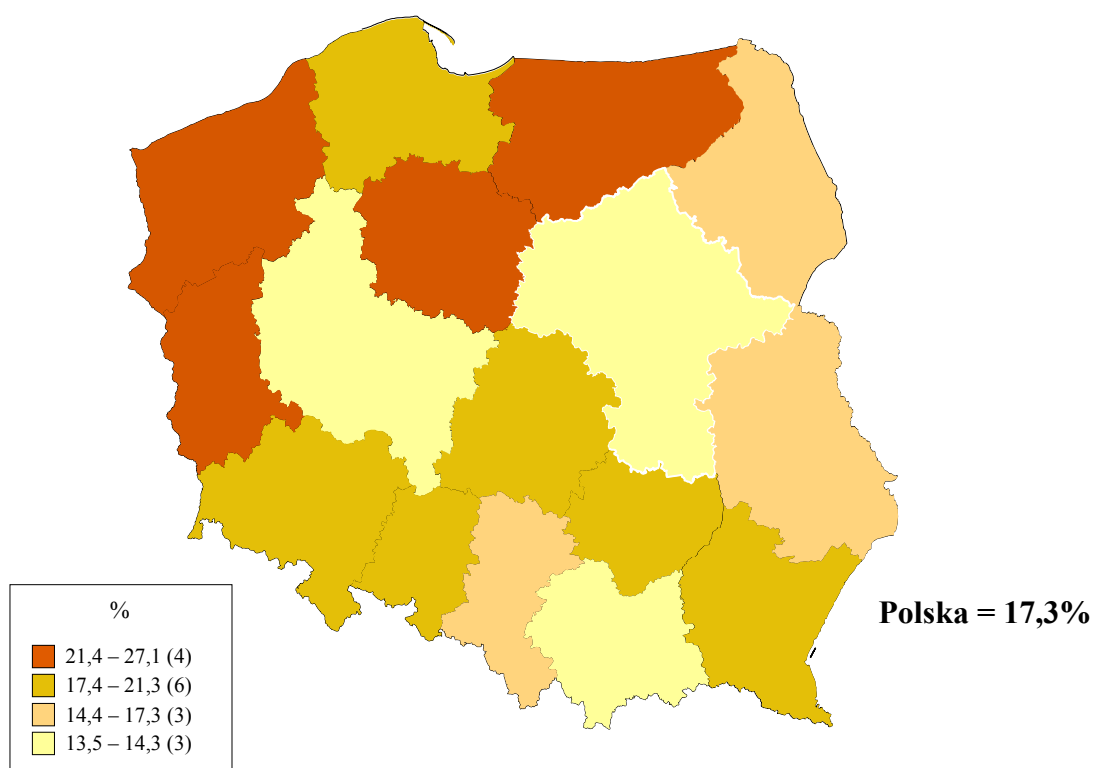 %
21,4 – 27,1 (4)
17,4 – 21,3 (6)
14,4 – 17,3 (3)
13,5 – 14,3 (3)
Polska = 17,3%